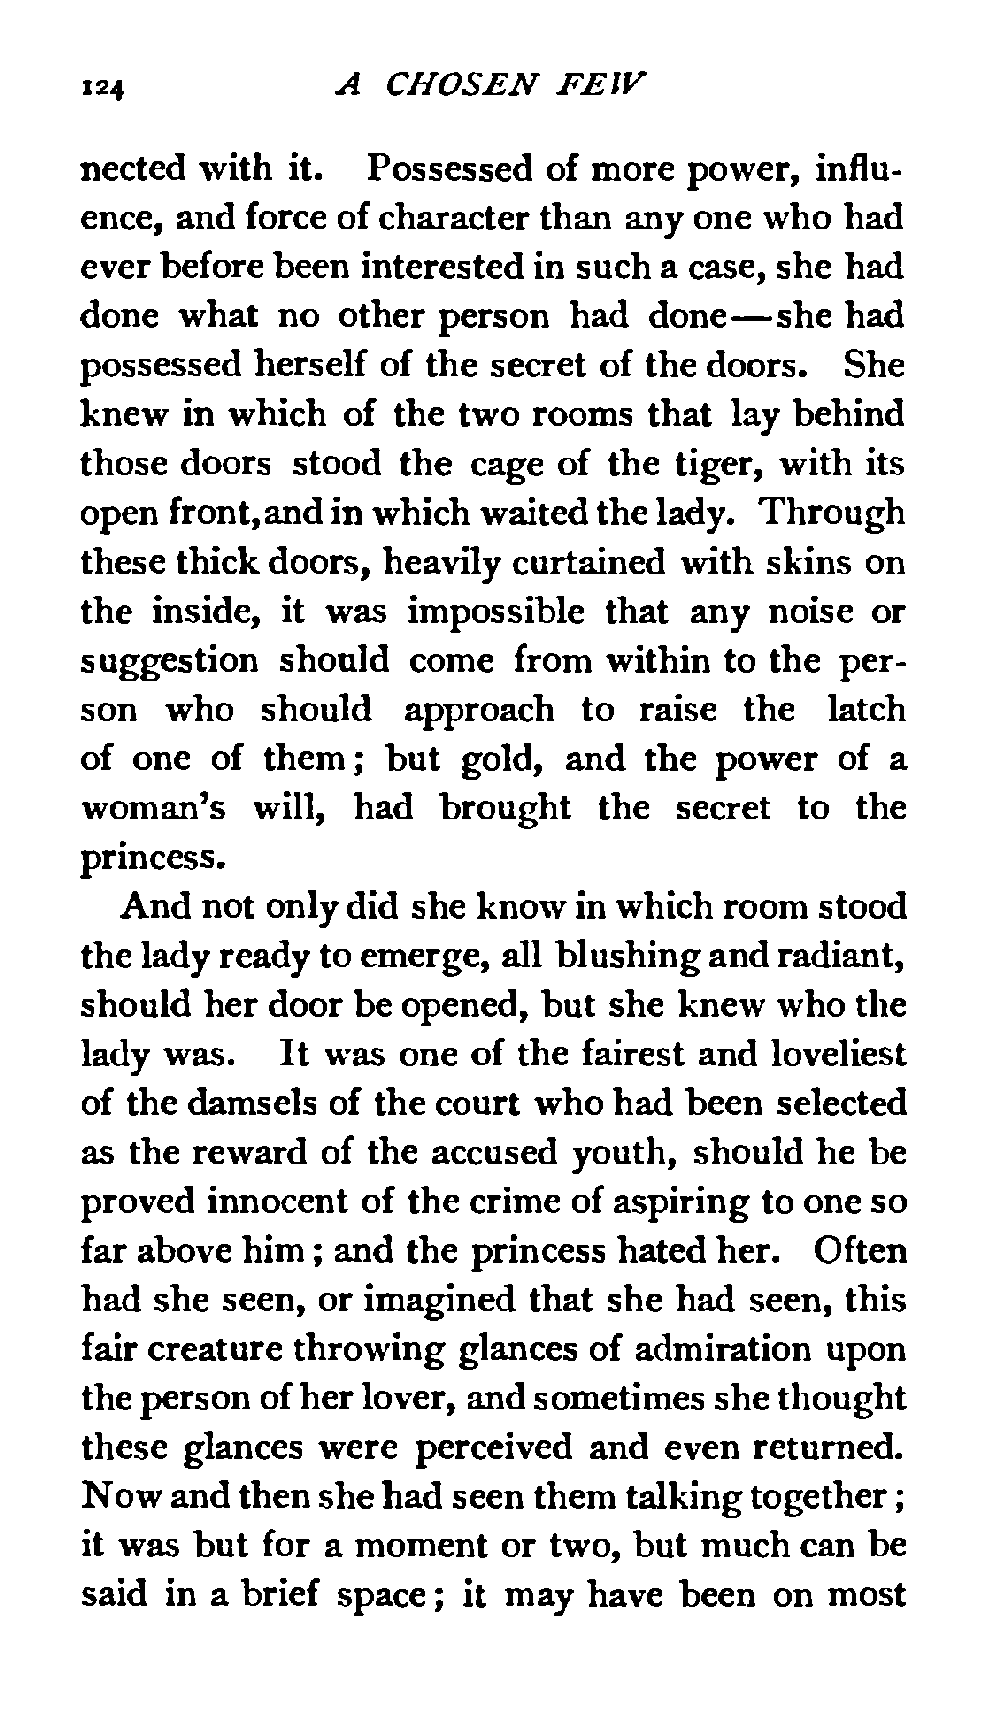 124 A CHOSEN FEW
nected with it. Possessed of more power, influ-
ence, and force of character than any one who had
ever before been interested in such a case, she had
done what no other person had done—she had
possessed herself of the secret of the doors. She
knew in which of the two rooms that lay behind
those doors stood the cage of the tiger, with its
open front, and in which waited the lady. Through
these thick doors, heavily curtained with skins on
the inside, it was impossible that any noise or
suggestion should come from within to the per-
son who should approach to raise the latch
of one of them; but gold, and the power of a
woman's will, had brought the secret to the
princess.
And not only did she know in which room stood
the lady ready to emerge, all blushing and radiant,
should her door be opened, but she knew who the
lady was. It was one of the fairest and loveliest
of the damsels of the court who had been selected
as the reward of the accused youth, should he be
proved innocent of the crime of aspiring to one so
far above him; and the princess hated her. Often
had she seen, or imagined that she had seen, this
fair creature throwing glances of admiration upon
the person of her lover, and sometimes she thought
these glances were perceived and even returned.
Now and then she had seen them talking together;
it was but for a moment or two, but much can be
said in a brief space; it may have been on most